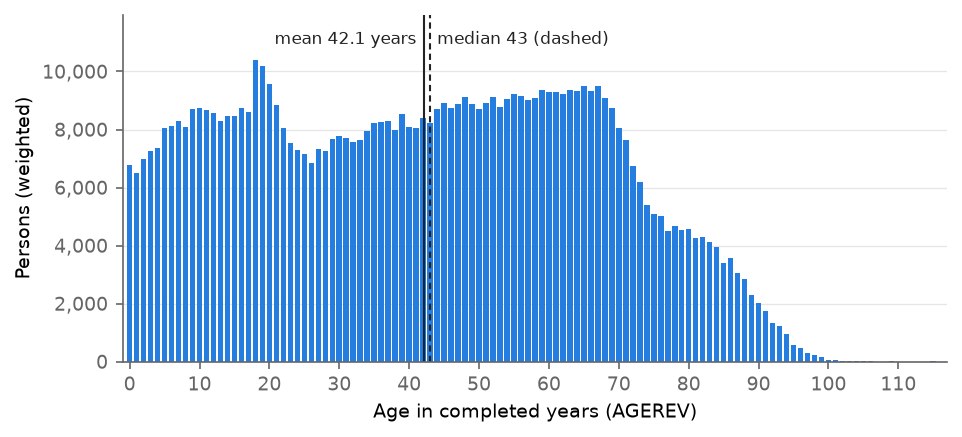 mean 42.1 years
median 43 (dashed)
Persons (weighted)
10,000
8,000
6,000
4,000
2,000
0
0 10 20 30 40 50 60 70 80 90 100 110
Age in completed years (AGEREV)